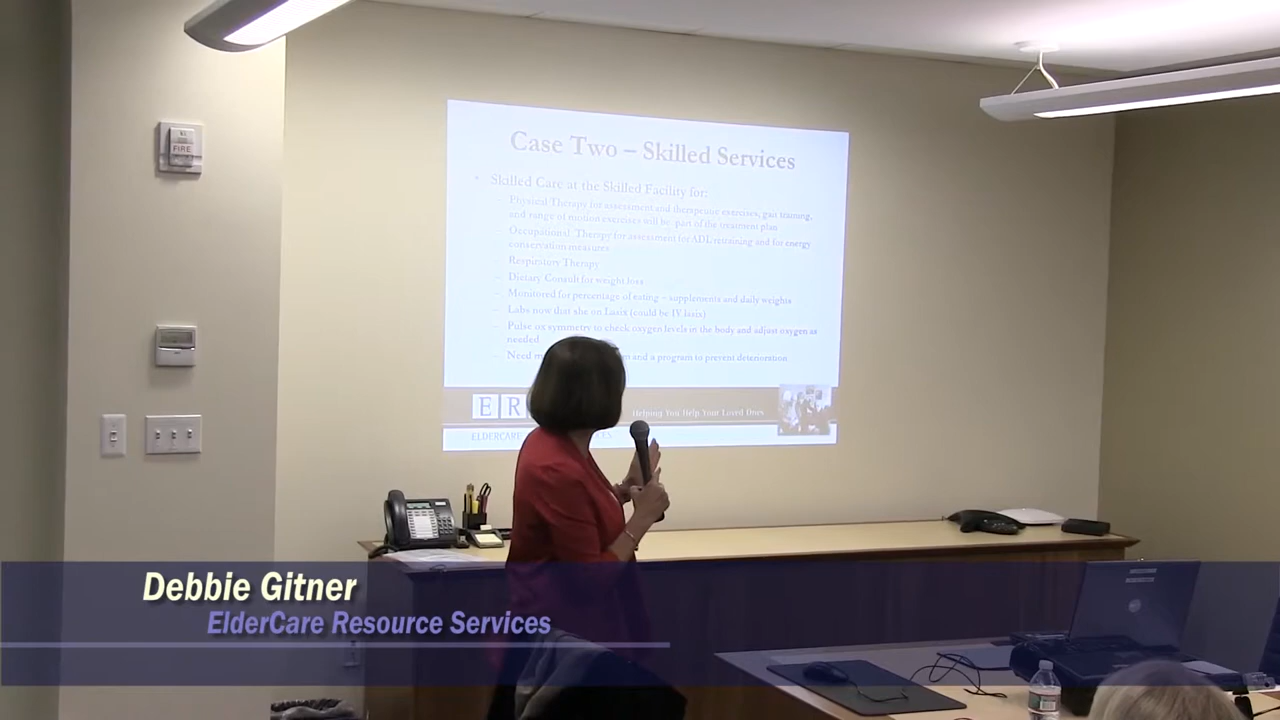 FIRE
Case Two – Skilled Services
• Skilled Care at the Skilled Facility for:
– Physical Therapy for assessment and therapeutic exercises, gait training,
and range of motion exercises will be part of the treatment plan
– Occupational Therapy for assessment for ADL retraining and for energy
conservation measures
– Respiratory Therapy
– Dietary Consult for weight loss
– Monitored for percentage of eating – supplements and daily weights
– Labs now that she on Lasix (could be IV lasix)
– Pulse ox symmetry to check oxygen levels in the body and adjust oxygen as
needed
– Need and a program to prevent deterioration
E R
Helping You Help Your Loved Ones
ELDERCARE
Debbie Gitner
ElderCare Resource Services